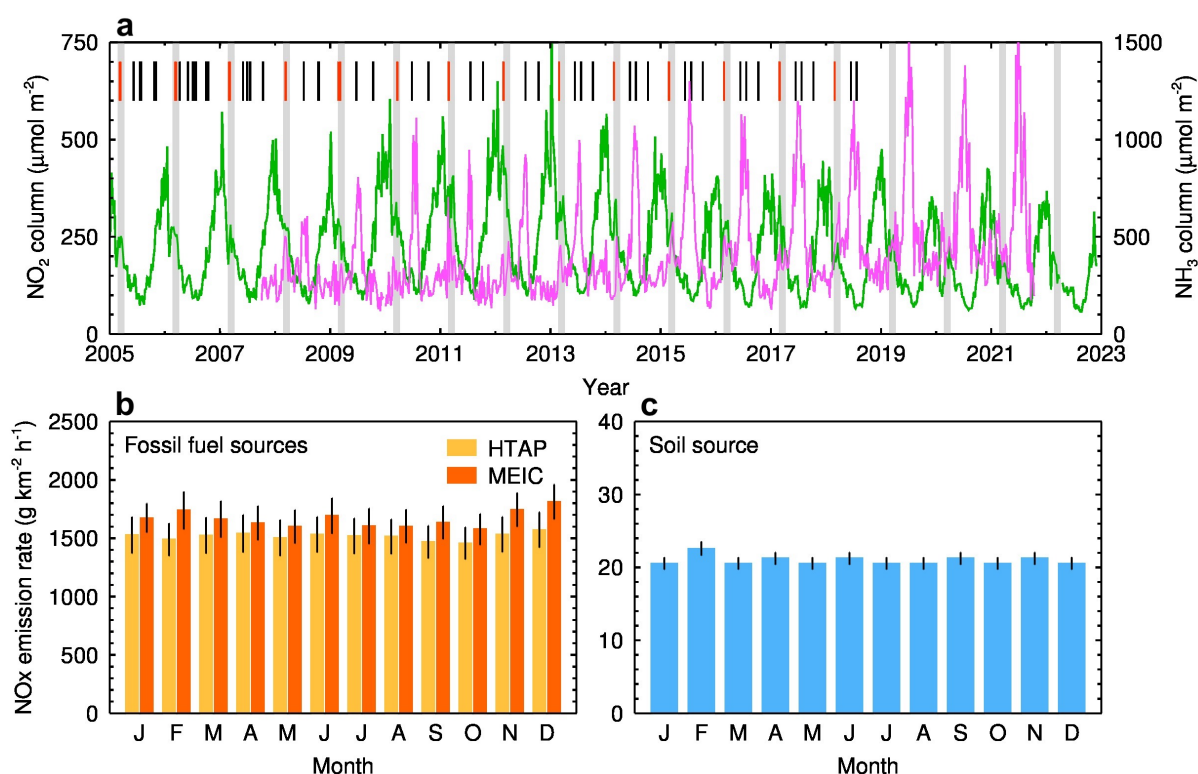 a
750
500
250
0
NO2 column (μmol m-2)
1500
1000
500
0
NH3 column (μmol m-2)
2005 2007 2009 2011 2013 2015 2017 2019 2021 2023
Year
b
Fossil fuel sources
HTAP
MEIC
2500
2000
1500
1000
500
0
NOx emission rate (g km-2 h-1)
J F M A M J J A S O N D
Month
c
Soil source
40
30
20
10
0
J F M A M J J A S O N D
Month